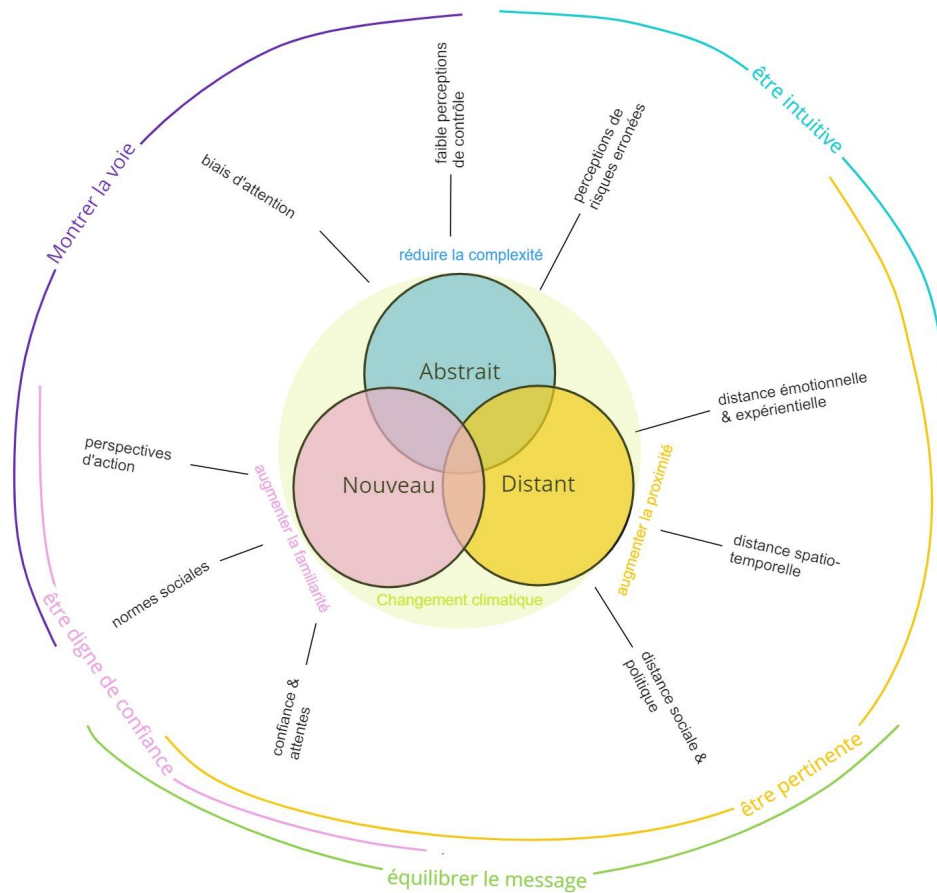 être intuitive
Montrer la voie
faible perceptions
de contrôle
perceptions de
risques erronées
biais d'attention
réduire la complexité
Abstrait
distance émotionnelle
& expérientielle
perspectives
d'action
augmenter la familiarité
Nouveau
Distant
augmenter la proximité
distance spatio-
temporelle
normes sociales
Changement climatique
être digne de confiance
confiance &
attentes
distance sociale &
politique
être pertinente
équilibrer le message